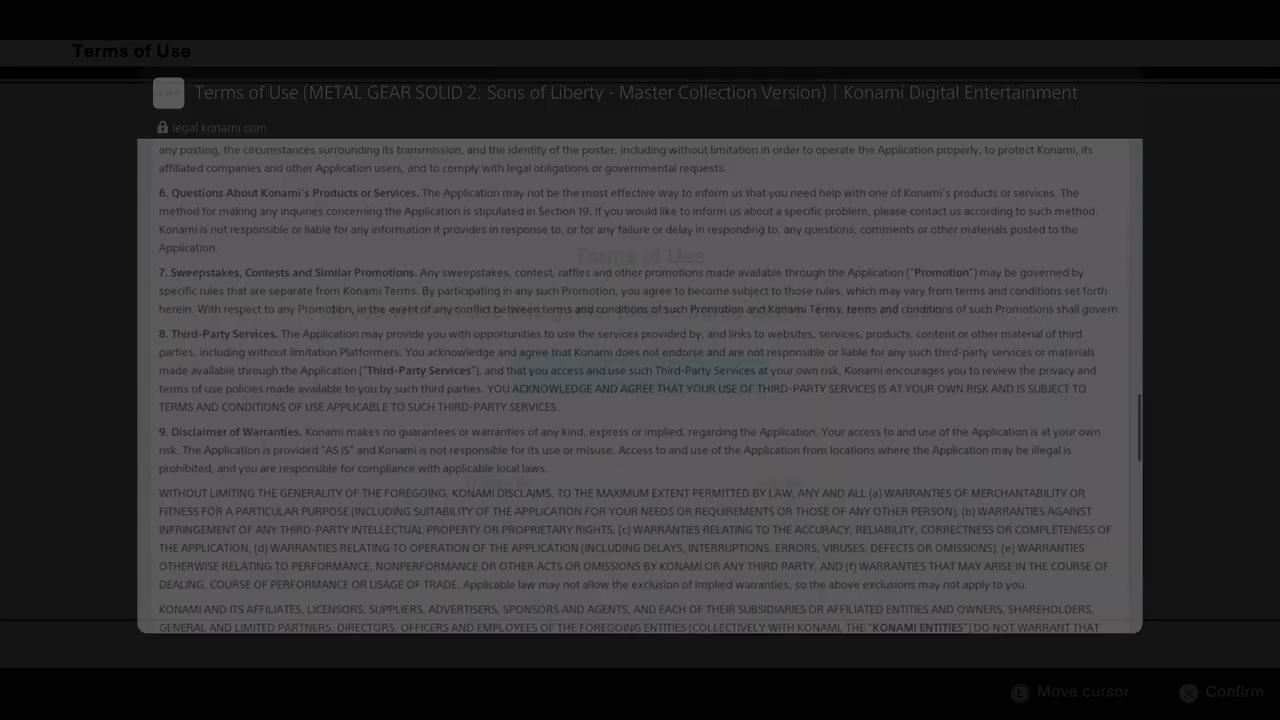 Terms of Use
Terms of Use (METAL GEAR SOLID 2: Sons of Liberty - Master Collection Version) | Konami Digital Entertainment
legal.konami.com
any posting, the circumstances surrounding its transmission, and the identity of the poster, including without limitation in order to operate the Application properly, to protect Konami, its
affiliated companies and other Application users, and to comply with legal obligations or governmental requests.
6. Questions About Konami's Products or Services. The Application may not be the most effective way to inform us that you need help with one of Konami's products or services. The
method for making any inquiries concerning the Application is stipulated in Section 19. If you would like to inform us about a specific problem, please contact us according to such method.
Konami is not responsible or liable for any information it provides in response to, or for any failure or delay in responding to, any questions, comments or other materials posted to the
Application.
Terms of Use
7. Sweepstakes, Contests and Similar Promotions. Any sweepstakes, contest, raffles and other promotions made available through the Application ("Promotion") may be governed by
specific rules that are separate from Konami Terms. By participating in any such Promotion, you agree to become subject to those rules, which may vary from terms and conditions set forth
herein. With respect to any Promotion, in the event of any conflict between terms and conditions of such Promotion and Konami Terms, terms and conditions of such Promotions shall govern.
8. Third-Party Services. The Application may provide you with opportunities to use the services provided by, and links to websites, services, products, content or other material of third
parties, including without limitation Platformers. You acknowledge and agree that Konami does not endorse and are not responsible or liable for any such third-party services or materials
made available through the Application ("Third-Party Services"), and that you access and use such Third-Party Services at your own risk. Konami encourages you to review the privacy and
terms of use policies made available to you by such third parties. YOU ACKNOWLEDGE AND AGREE THAT YOUR USE OF THIRD-PARTY SERVICES IS AT YOUR OWN RISK AND IS SUBJECT TO
TERMS AND CONDITIONS OF USE APPLICABLE TO SUCH THIRD-PARTY SERVICES.
9. Disclaimer of Warranties. Konami makes no guarantees or warranties of any kind, express or implied, regarding the Application. Your access to and use of the Application is at your own
risk. The Application is provided "AS IS" and Konami is not responsible for its use or misuse. Access to and use of the Application from locations where the Application may be illegal is
prohibited, and you are responsible for compliance with applicable local laws.
WITHOUT LIMITING THE GENERALITY OF THE FOREGOING, KONAMI DISCLAIMS, TO THE MAXIMUM EXTENT PERMITTED BY LAW, ANY AND ALL (a) WARRANTIES OF MERCHANTABILITY OR
FITNESS FOR A PARTICULAR PURPOSE (INCLUDING SUITABILITY OF THE APPLICATION FOR YOUR NEEDS OR REQUIREMENTS OR THOSE OF ANY OTHER PERSON), (b) WARRANTIES AGAINST
INFRINGEMENT OF ANY THIRD-PARTY INTELLECTUAL PROPERTY OR PROPRIETARY RIGHTS, (c) WARRANTIES RELATING TO THE ACCURACY, RELIABILITY, CORRECTNESS OR COMPLETENESS OF
THE APPLICATION, (d) WARRANTIES RELATING TO OPERATION OF THE APPLICATION (INCLUDING DELAYS, INTERRUPTIONS. ERRORS, VIRUSES. DEFECTS OR OMISSIONS), (e) WARRANTIES
OTHERWISE RELATING TO PERFORMANCE, NONPERFORMANCE OR OTHER ACTS OR OMISSIONS BY KONAMI OR ANY THIRD PARTY, AND (f) WARRANTIES THAT MAY ARISE IN THE COURSE OF
DEALING, COURSE OF PERFORMANCE OR USAGE OF TRADE. Applicable law may not allow the exclusion of implied warranties, so the above exclusions may not apply to you.
KONAMI AND ITS AFFILIATES, LICENSORS, SUPPLIERS, ADVERTISERS, SPONSORS AND AGENTS, AND EACH OF THEIR SUBSIDIARIES OR AFFILIATED ENTITIES AND OWNERS, SHAREHOLDERS,
GENERAL AND LIMITED PARTNERS, DIRECTORS, OFFICERS AND EMPLOYEES OF THE FOREGOING ENTITIES (COLLECTIVELY WITH KONAMI, THE "KONAMI ENTITIES") DO NOT WARRANT THAT
L Move cursor
Confirm